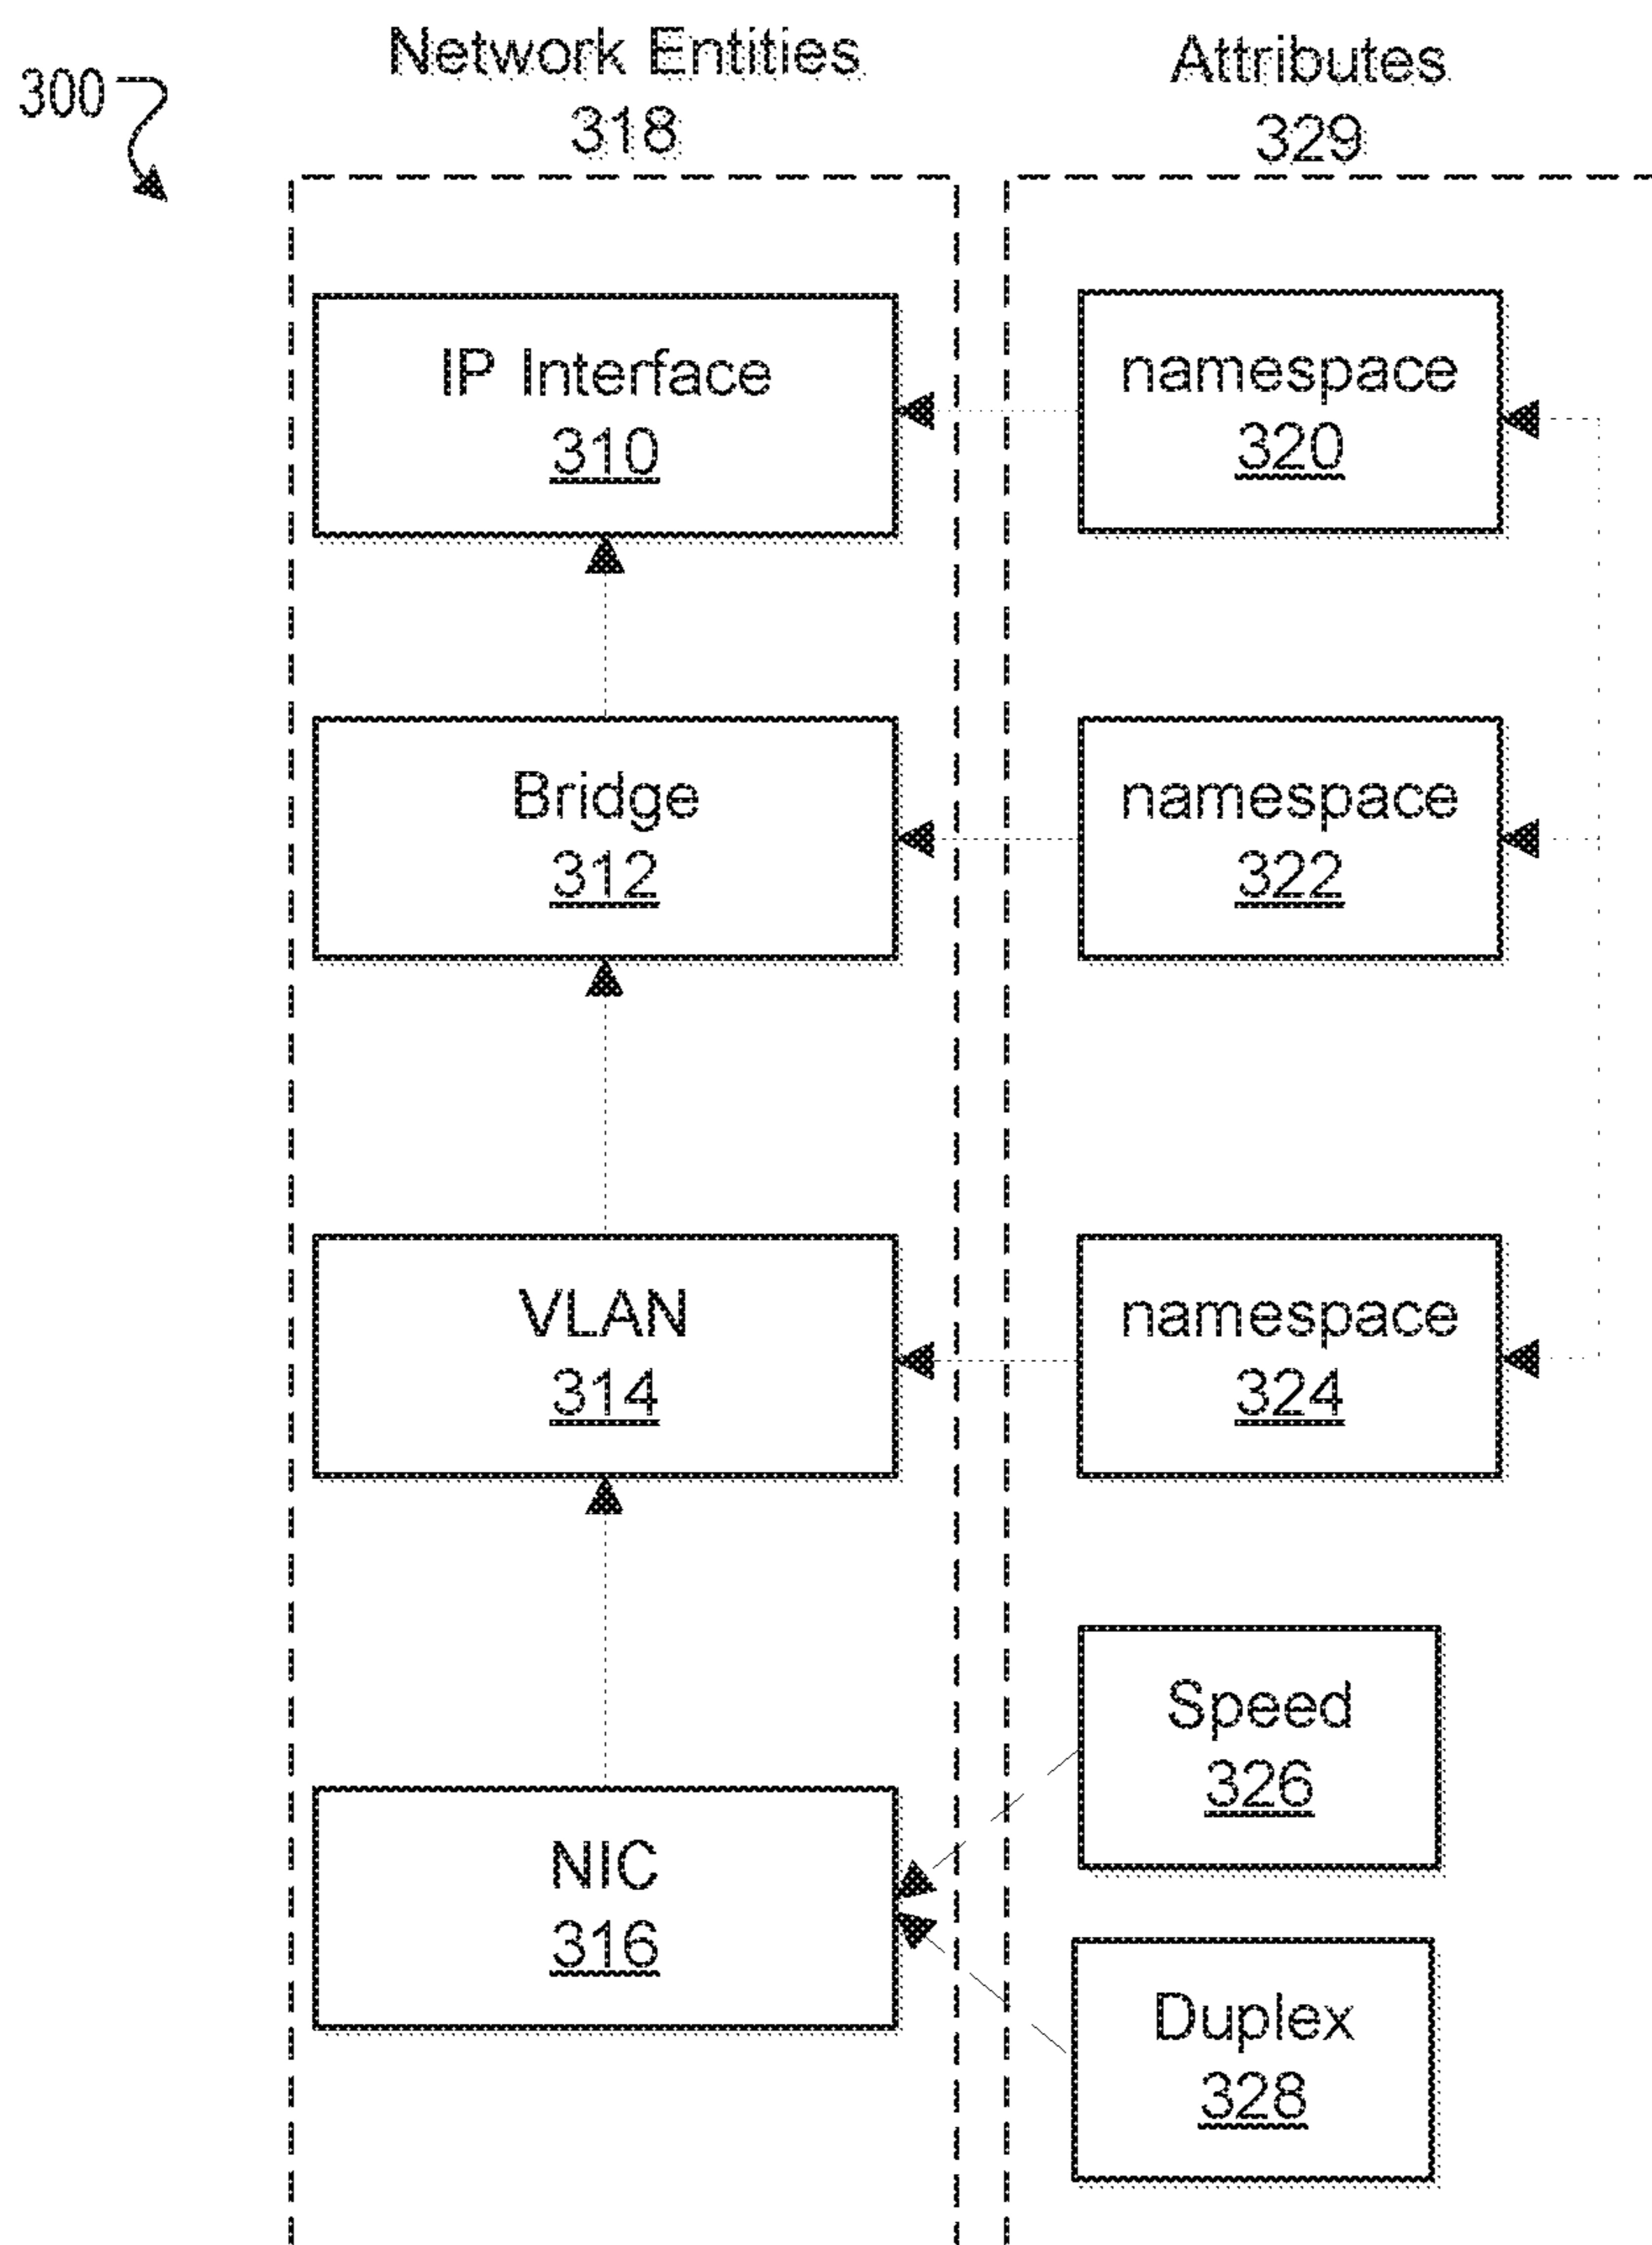 300
Network Entities
318
Attributes
329
IP Interface
310
namespace
320
Bridge
312
namespace
322
VLAN
314
namespace
324
Speed
326
NIC
316
Duplex
328